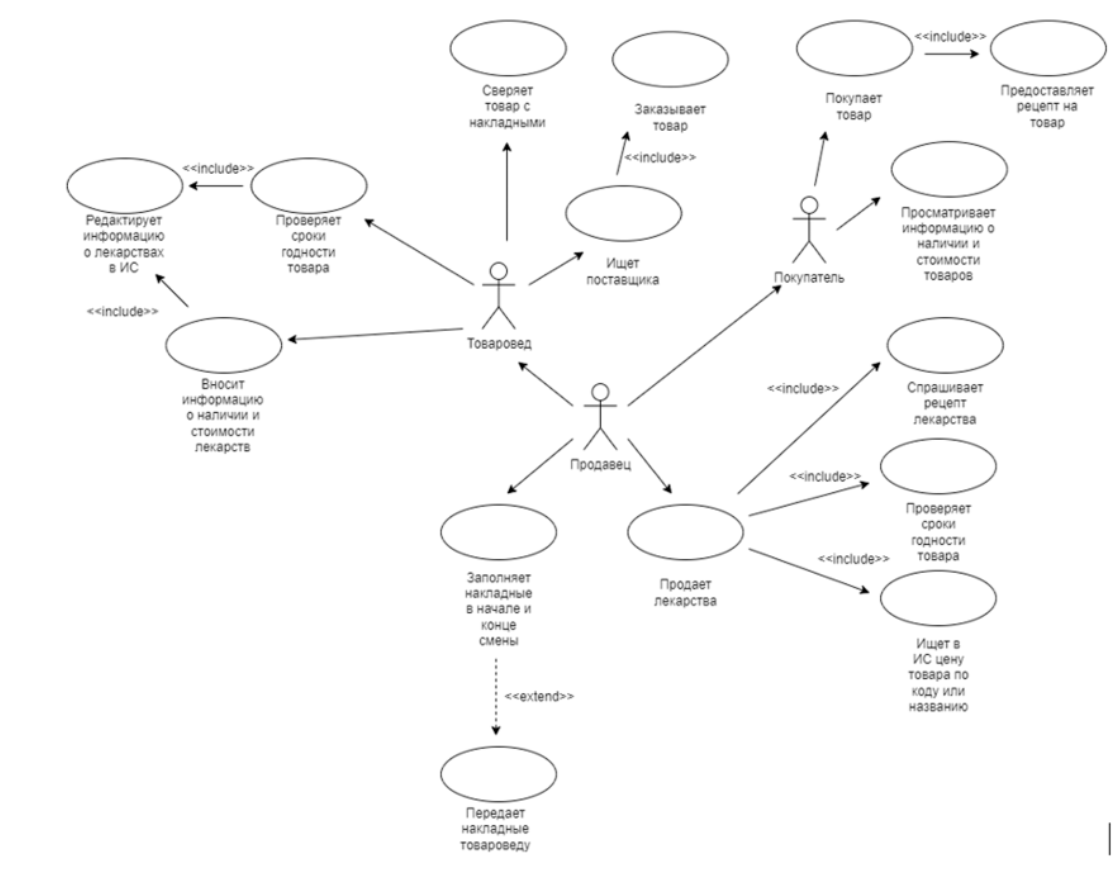 <<include>>
Сверяет
товар с
накладными
Заказывает
товар
Покупает
товар
Предоставляет
рецепт на
товар
<<include>>
<<include>>
Редактирует
информацию
о лекарствах
в ИС
Проверяет
сроки
годности
товара
Ищет
поставщика
Просматривает
информацию о
наличии и
стоимости
товаров
Покупатель
<<include>>
Товаровед
Вносит
информацию
о наличии и
стоимости
лекарств
<<include>>
Спрашивает
рецепт
лекарства
Продавец
<<include>>
Проверяет
сроки
годности
товара
<<include>>
Заполняет
накладные
в начале и
конце
смены
Продает
лекарства
Ищет в
ИС цену
товара по
коду или
названию
<<extend>>
Передает
накладные
товароведу